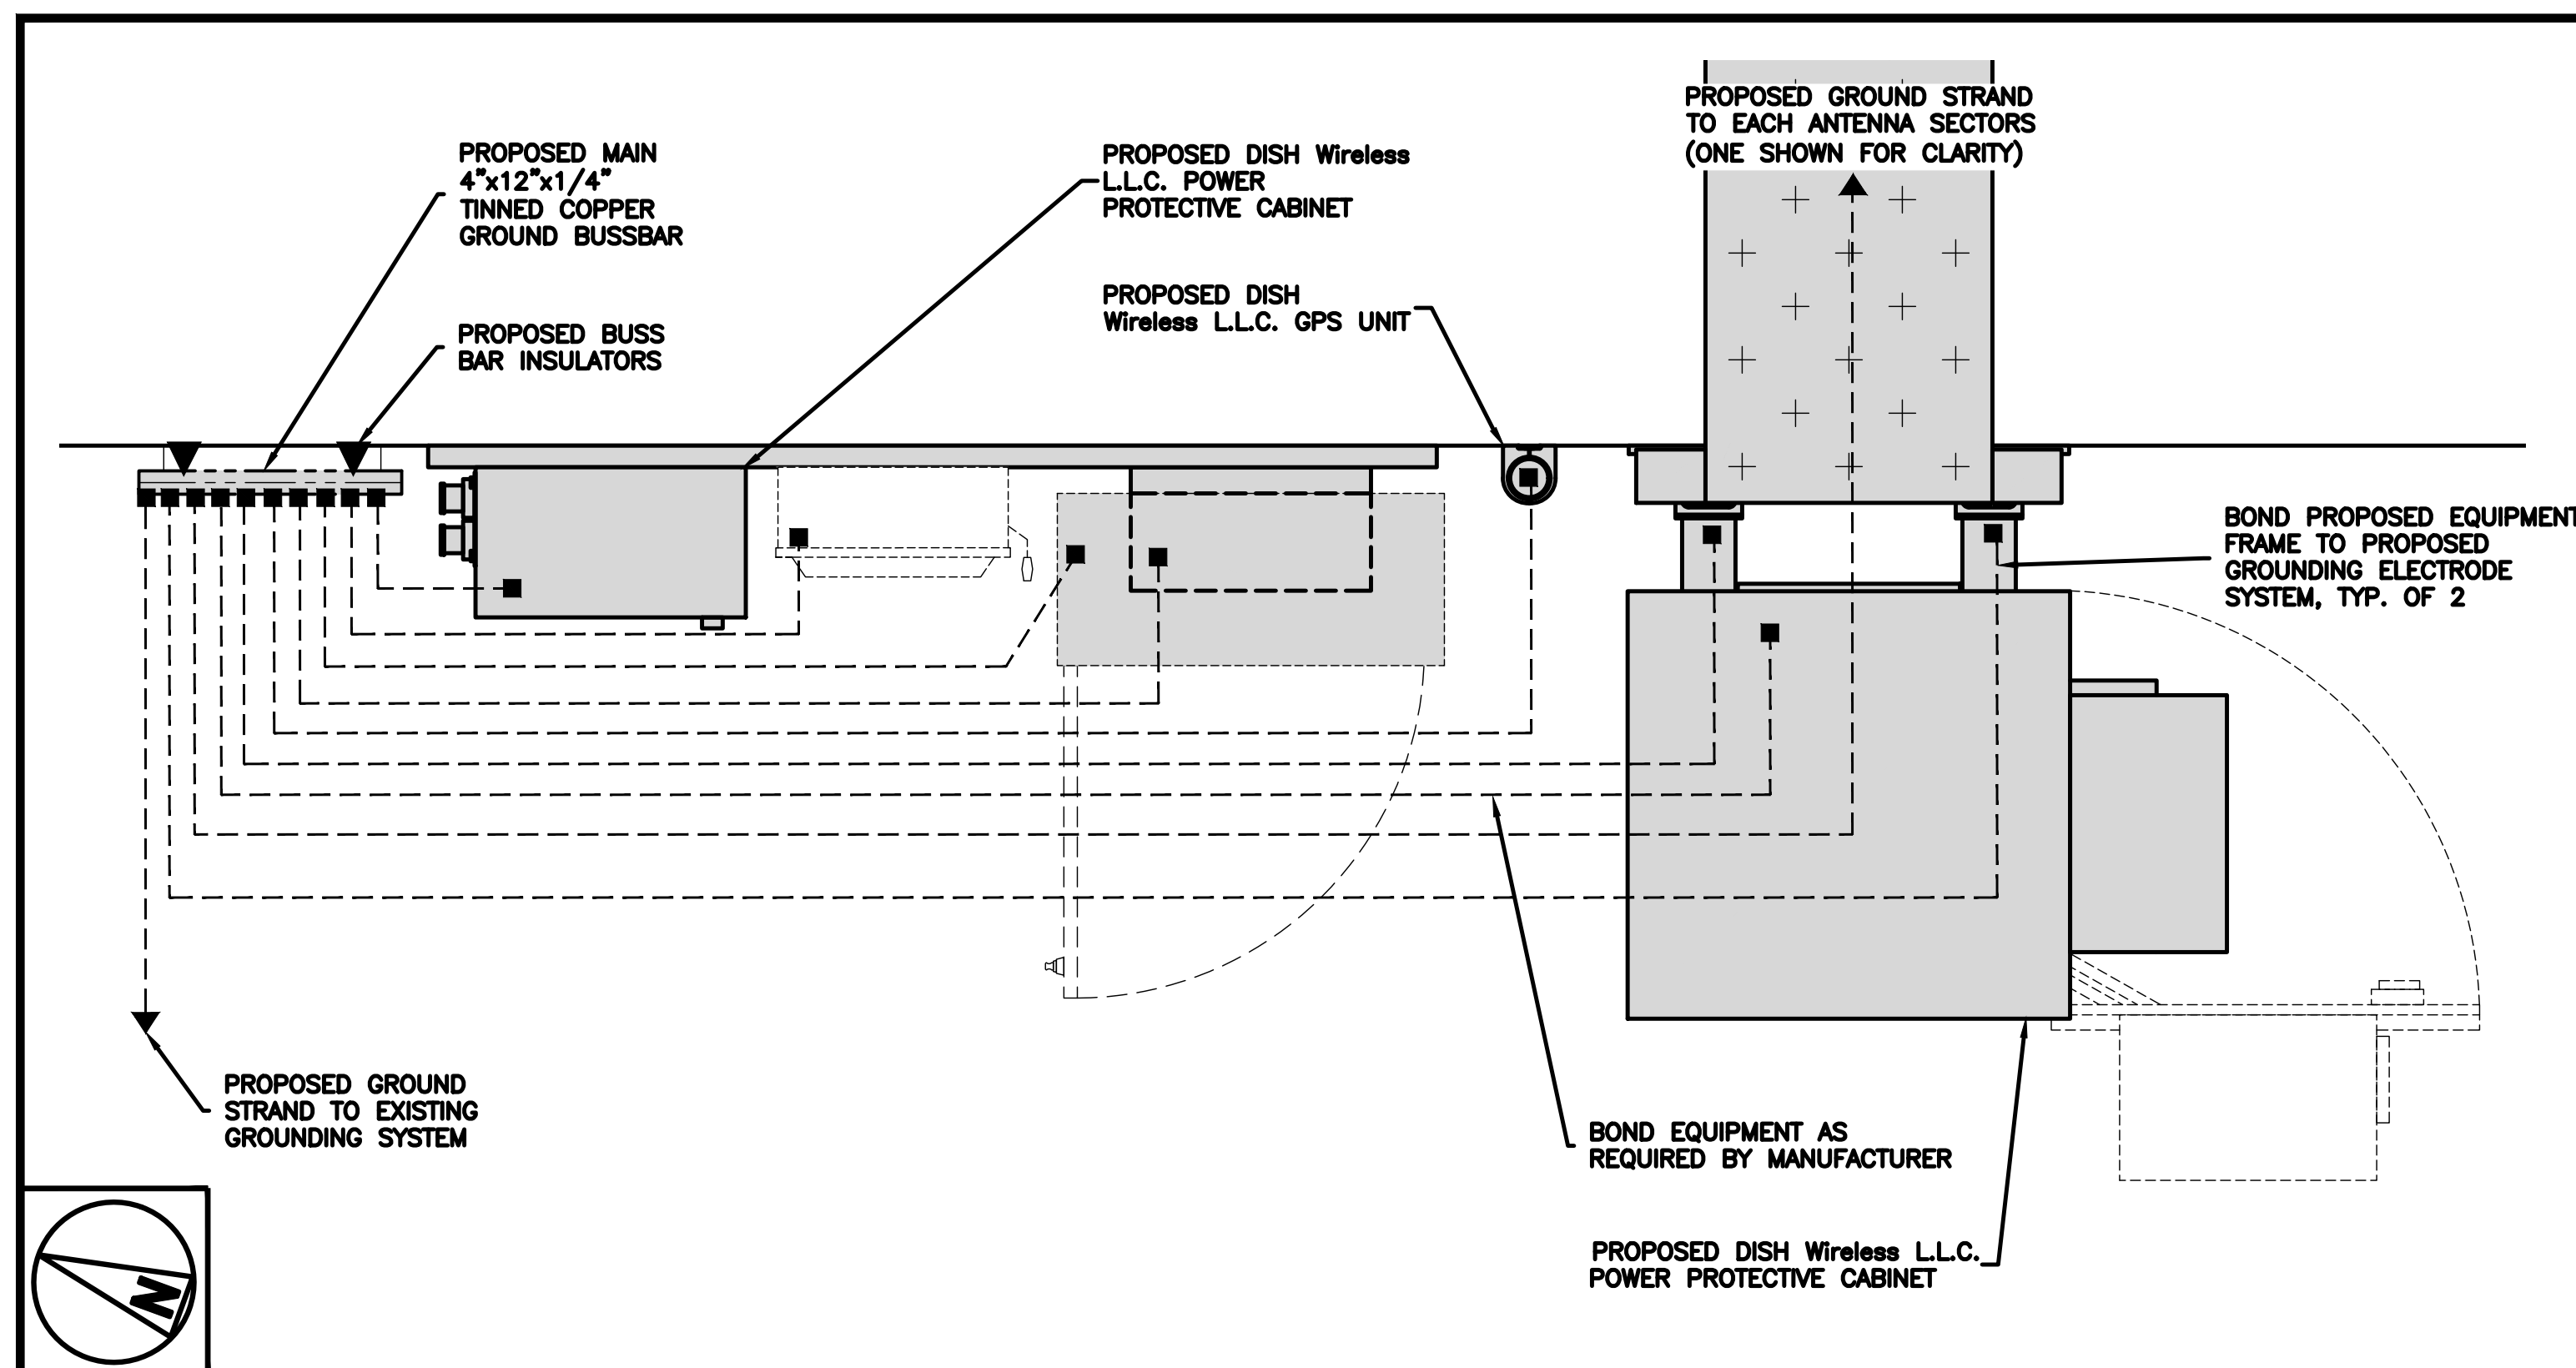 PROPOSED MAIN
4"x12"x1/4"
TINNED COPPER
GROUND BUSSBAR
PROPOSED BUSS
BAR INSULATORS
PROPOSED DISH Wireless
L.L.C. POWER
PROTECTIVE CABINET
PROPOSED DISH
Wireless L.L.C. GPS UNIT
PROPOSED GROUND STRAND
TO EACH ANTENNA SECTORS
(ONE SHOWN FOR CLARITY)
BOND PROPOSED EQUIPMENT
FRAME TO PROPOSED
GROUNDING ELECTRODE
SYSTEM, TYP. OF 2
PROPOSED GROUND
STRAND TO EXISTING
GROUNDING SYSTEM
BOND EQUIPMENT AS
REQUIRED BY MANUFACTURER
PROPOSED DISH Wireless L.L.C.
POWER PROTECTIVE CABINET
N